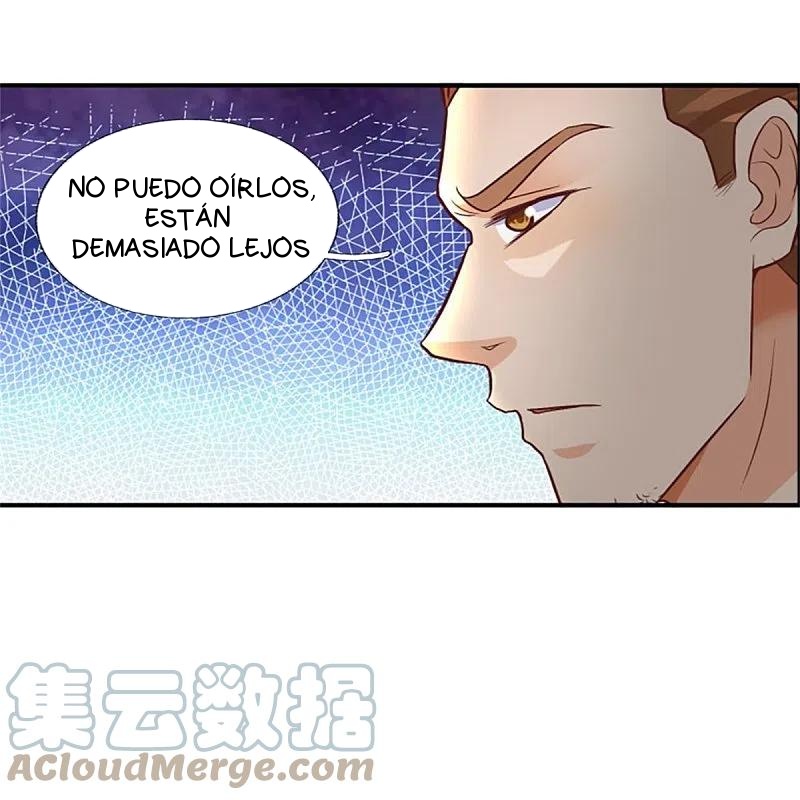 NO PUEDO OÍRLOS,
ESTÁN
DEMASIADO LEJOS
集云数据
ACloudMerge.com